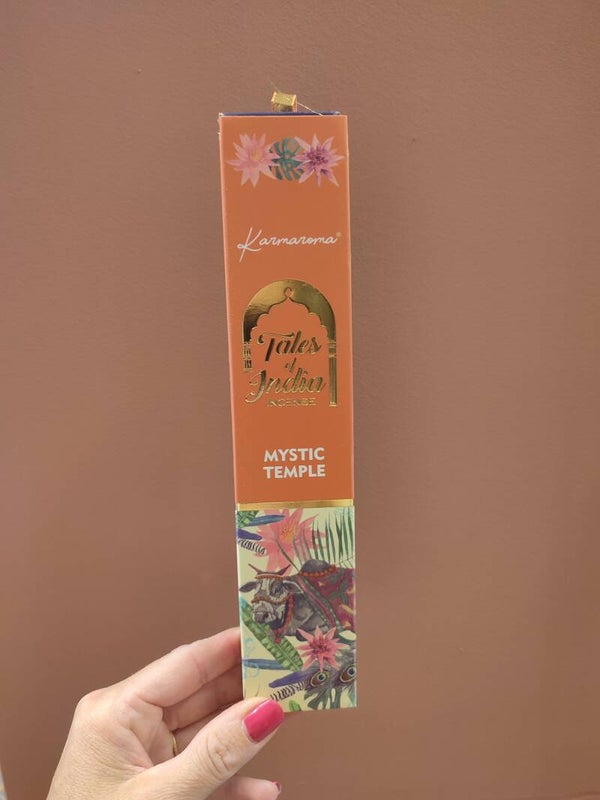 Karmaroma®
Tales
of
India
INCENSE
MYSTIC
TEMPLE